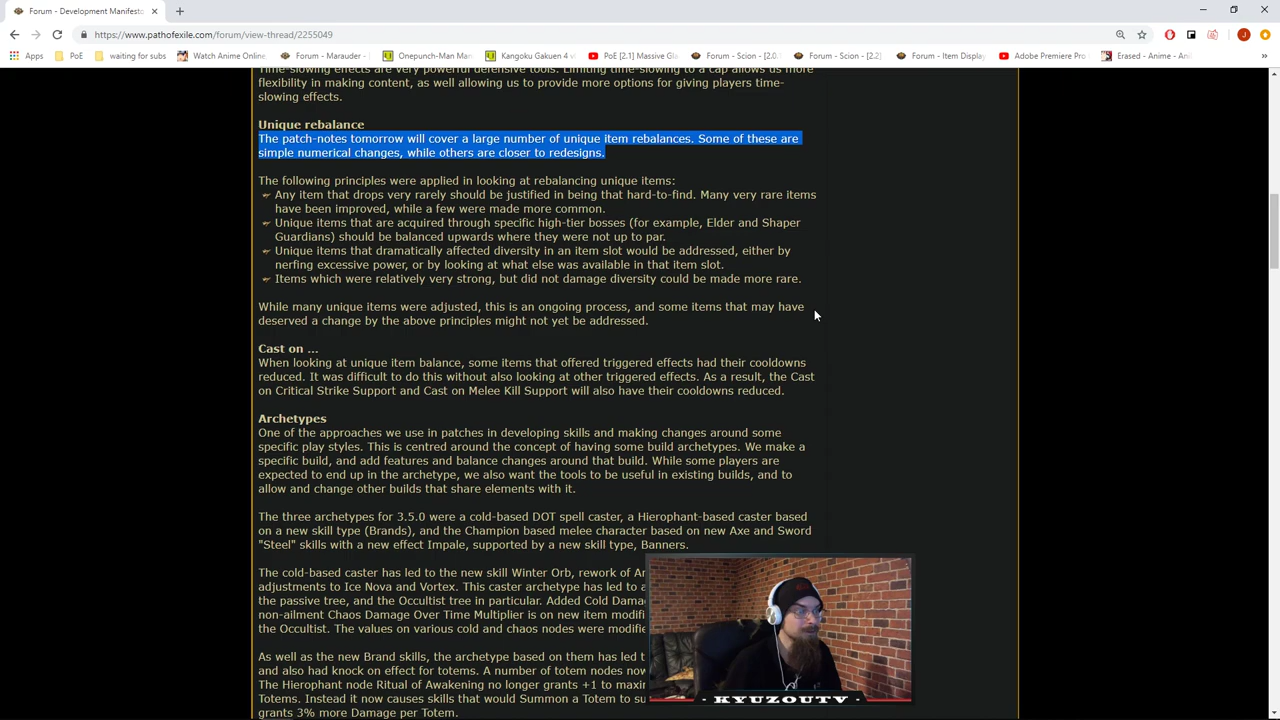 Forum - Development Manifesto
https://www.pathofexile.com/forum/view-thread/2255049
Apps
PoE
waiting for subs
Watch Anime Online
Forum - Marauder -
Onepunch-Man Man
Kangoku Gakuen 4 v
PoE [2.1] Massive Gl
Forum - Scion - [2.0
Forum - Scion - [2.2]
Forum - Item Display
Adobe Premiere Pro
Erased - Anime - An
Time-slowing effects are very powerful defensive tools. Limiting time-slowing to a cap allows us more
flexibility in making content, as well allowing us to provide more options for giving players time-
slowing effects.
Unique rebalance
The patch-notes tomorrow will cover a large number of unique item rebalances. Some of these are
simple numerical changes, while others are closer to redesigns.
The following principles were applied in looking at rebalancing unique items:
Any item that drops very rarely should be justified in being that hard-to-find. Many very rare items
have been improved, while a few were made more common.
Unique items that are acquired through specific high-tier bosses (for example, Elder and Shaper
Guardians) should be balanced upwards where they were not up to par.
Unique items that dramatically affected diversity in an item slot would be addressed, either by
nerfing excessive power, or by looking at what else was available in that item slot.
Items which were relatively very strong, but did not damage diversity could be made more rare.
While many unique items were adjusted, this is an ongoing process, and some items that may have
deserved a change by the above principles might not yet be addressed.
Cast on ...
When looking at unique item balance, some items that offered triggered effects had their cooldowns
reduced. It was difficult to do this without also looking at other triggered effects. As a result, the Cast
on Critical Strike Support and Cast on Melee Kill Support will also have their cooldowns reduced.
Archetypes
One of the approaches we use in patches in developing skills and making changes around some
specific play styles. This is centred around the concept of having some build archetypes. We make a
specific build, and add features and balance changes around that build. While some players are
expected to end up in the archetype, we also want the tools to be useful in existing builds, and to
allow and change other builds that share elements with it.
The three archetypes for 3.5.0 were a cold-based DOT spell caster, a Hierophant-based caster based
on a new skill type (Brands), and the Champion based melee character based on new Axe and Sword
"Steel" skills with a new effect Impale, supported by a new skill type, Banners.
The cold-based caster has led to the new skill Winter Orb, rework of Ar
adjustments to Ice Nova and Vortex. This caster archetype has led to a
the passive tree, and the Occultist tree in particular. Added Cold Dama
non-ailment Chaos Damage Over Time Multiplier is on new item modifi
the Occultist. The values on various cold and chaos nodes were modifie
As well as the new Brand skills, the archetype based on them has led t
and also had knock on effect for totems. A number of totem nodes now
The Hierophant node Ritual of Awakening no longer grants +1 to maxim
Totems. Instead it now causes skills that would Summon a Totem to su
grants 3% more Damage per Totem.
- KYUZOUTV -